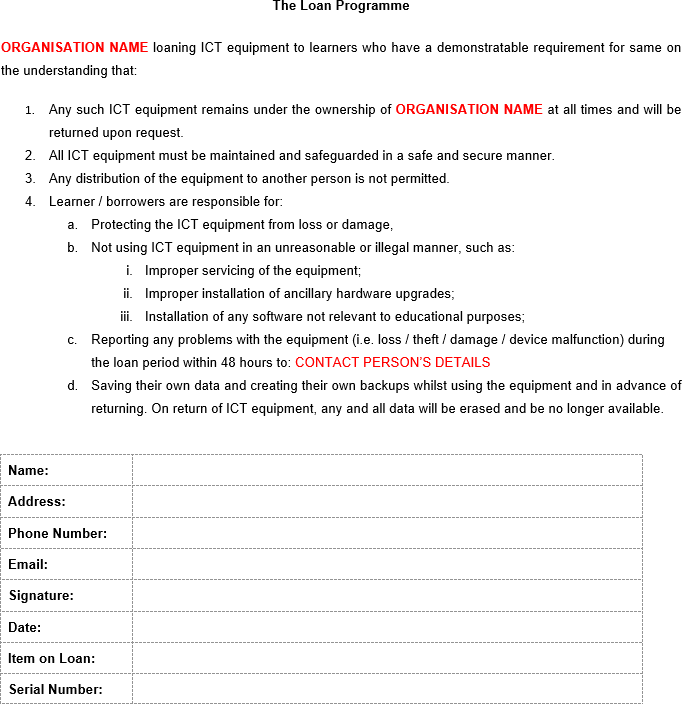 The Loan Programme
ORGANISATION NAME loaning ICT equipment to learners who have a demonstratable requirement for same on
the understanding that:
1. Any such ICT equipment remains under the ownership of ORGANISATION NAME at all times and will be
returned upon request.
2. All ICT equipment must be maintained and safeguarded in a safe and secure manner.
3. Any distribution of the equipment to another person is not permitted.
4. Learner / borrowers are responsible for:
a. Protecting the ICT equipment from loss or damage,
b. Not using ICT equipment in an unreasonable or illegal manner, such as:
i. Improper servicing of the equipment;
ii. Improper installation of ancillary hardware upgrades;
iii. Installation of any software not relevant to educational purposes;
c. Reporting any problems with the equipment (i.e. loss / theft / damage / device malfunction) during
the loan period within 48 hours to: CONTACT PERSON'S DETAILS
d. Saving their own data and creating their own backups whilst using the equipment and in advance of
returning. On return of ICT equipment, any and all data will be erased and be no longer available.
Name:
Address:
Phone Number:
Email:
Signature:
Date:
Item on Loan:
Serial Number: